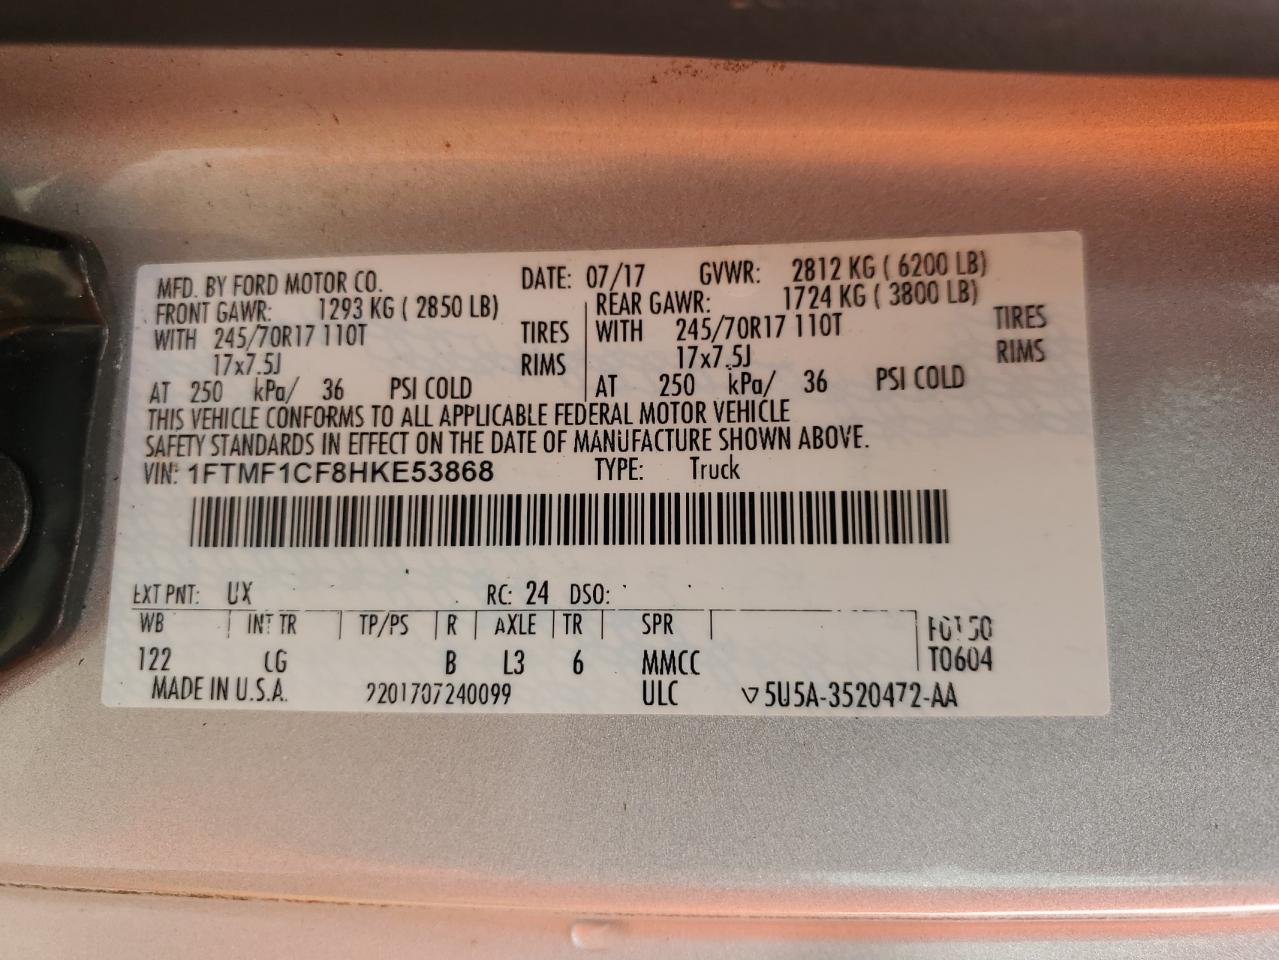 MFD. BY FORD MOTOR CO. DATE: 07/17 GVWR: 2812 KG ( 6200 LB)
FRONT GAWR: 1293 KG ( 2850 LB) REAR GAWR: 1724 KG ( 3800 LB)
WITH 245/70R17 110T TIRES WITH 245/70R17 110T TIRES
17x7.5J RIMS 17x7.5J RIMS
AT 250 kPa/ 36 PSI COLD AT 250 kPa/ 36 PSI COLD
THIS VEHICLE CONFORMS TO ALL APPLICABLE FEDERAL MOTOR VEHICLE
SAFETY STANDARDS IN EFFECT ON THE DATE OF MANUFACTURE SHOWN ABOVE.
VIN: 1FTMF1CF8HKE53868 TYPE: Truck
EXT PNT: UX RC: 24 DSO:
WB INT TR TP/PS R AXLE TR SPR F0150
122 CG B L3 6 MMCC T0604
MADE IN U.S.A. 2201707240099 ULC ▽5U5A-3520472-AA